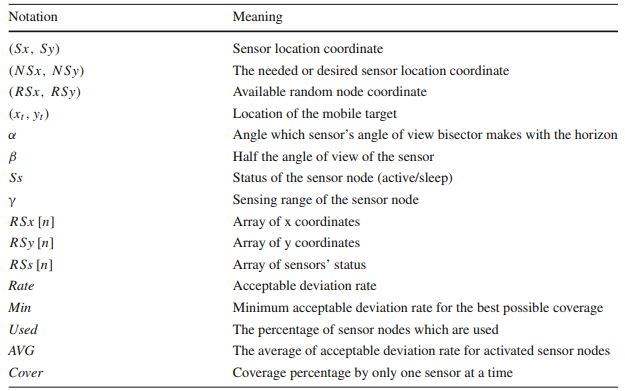 Notation Meaning
(Sx, Sy) Sensor location coordinate
(NSx, NSy) The needed or desired sensor location coordinate
(RSx, RSy) Available random node coordinate
(xₜ, yₜ) Location of the mobile target
α Angle which sensor's angle of view bisector makes with the horizon
β Half the angle of view of the sensor
Ss Status of the sensor node (active/sleep)
γ Sensing range of the sensor node
RSx [n] Array of x coordinates
RSy [n] Array of y coordinates
RSs [n] Array of sensors' status
Rate Acceptable deviation rate
Min Minimum acceptable deviation rate for the best possible coverage
Used The percentage of sensor nodes which are used
AVG The average of acceptable deviation rate for activated sensor nodes
Cover Coverage percentage by only one sensor at a time